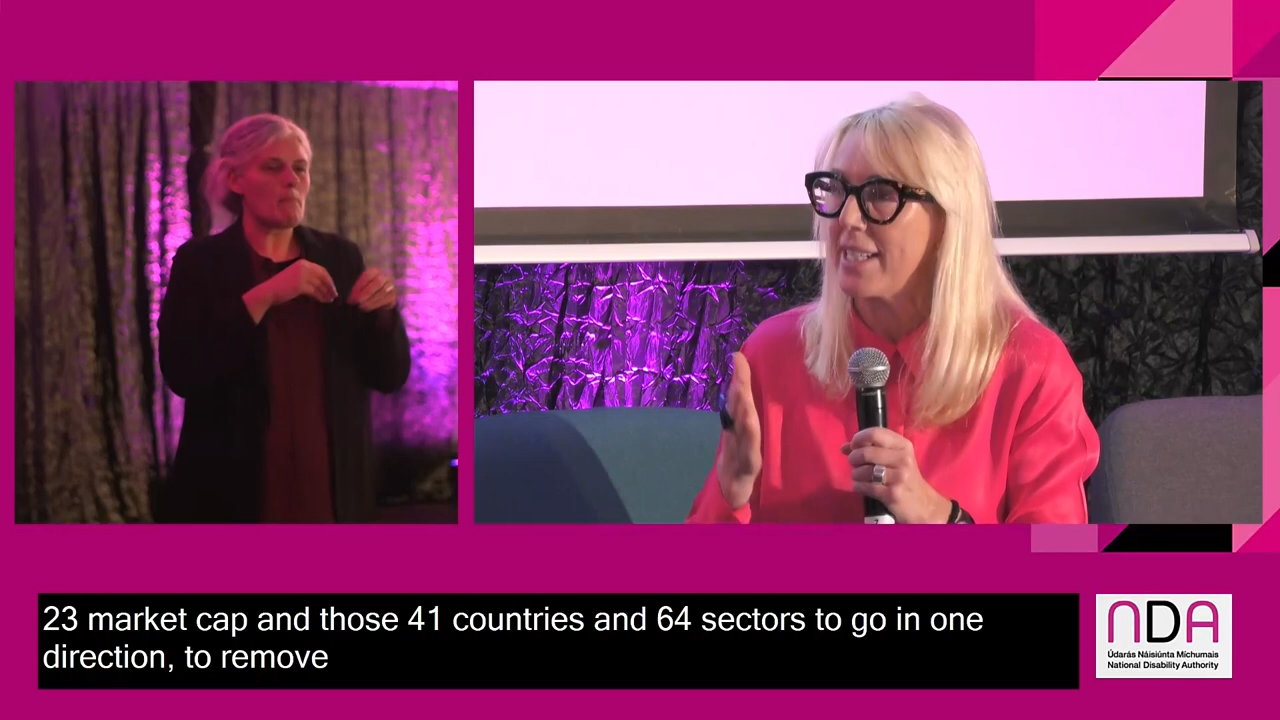 23 market cap and those 41 countries and 64 sectors to go in one
direction, to remove
NDA
Údarás Náisiúnta Míchumais
National Disability Authority
7